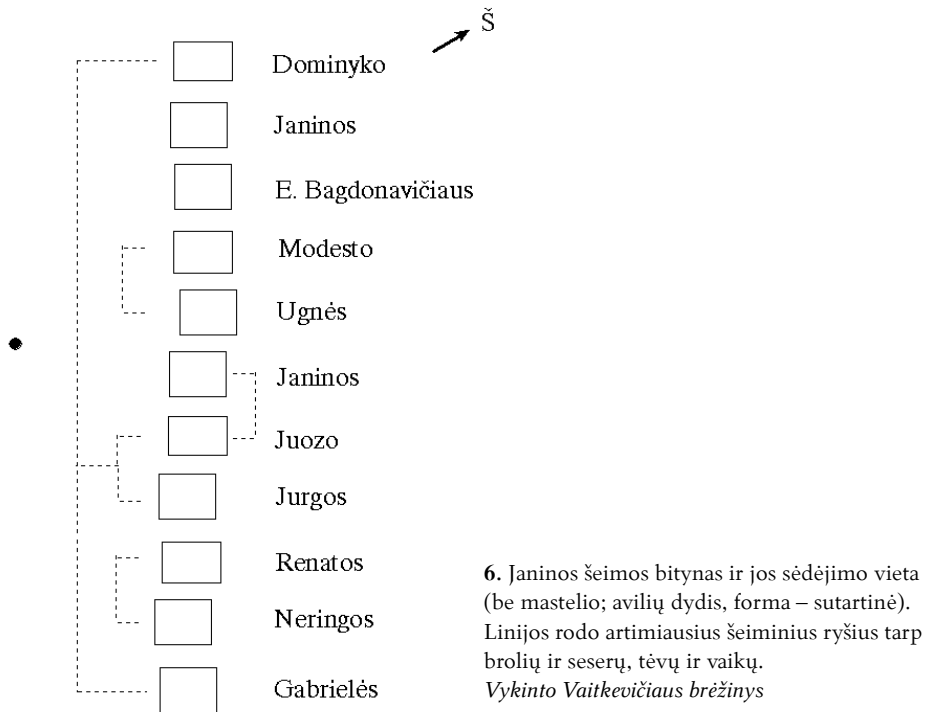 Š
Dominyko
Janinos
E. Bagdonavičiaus
Modesto
Ugnės
Janinos
Juozo
Jurgos
Renatos
Neringos
Gabrielės
6. Janinos šeimos bitynas ir jos sėdėjimo vieta
(be mastelio; avilių dydis, forma – sutartinė).
Linijos rodo artimiausius šeiminius ryšius tarp
brolių ir seserų, tėvų ir vaikų.
Vykinto Vaitkevičiaus brėžinys